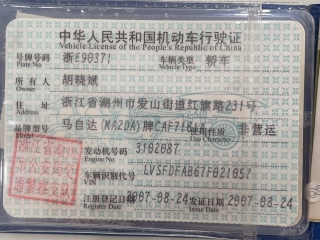 中华人民共和国机动车行驶证
Vehicle License of the People's Republic of China
号牌号码 浙E90371 车辆类型 轿车
Plate No. Vehicle Type
所有人 胡晓斌
Owner
住址 浙江省湖州市爱山街道红旗路231号
Address
品牌型号 马自达(MAZDA)牌CAF716 使用性质 非营运
Use Character
发动机号码 3102087
Engine No.
车辆识别代号 LVSFDFAB67F021057
VIN
注册登记日期 2007-08-24 发证日期 2007-08-24
Register Date Issue Date